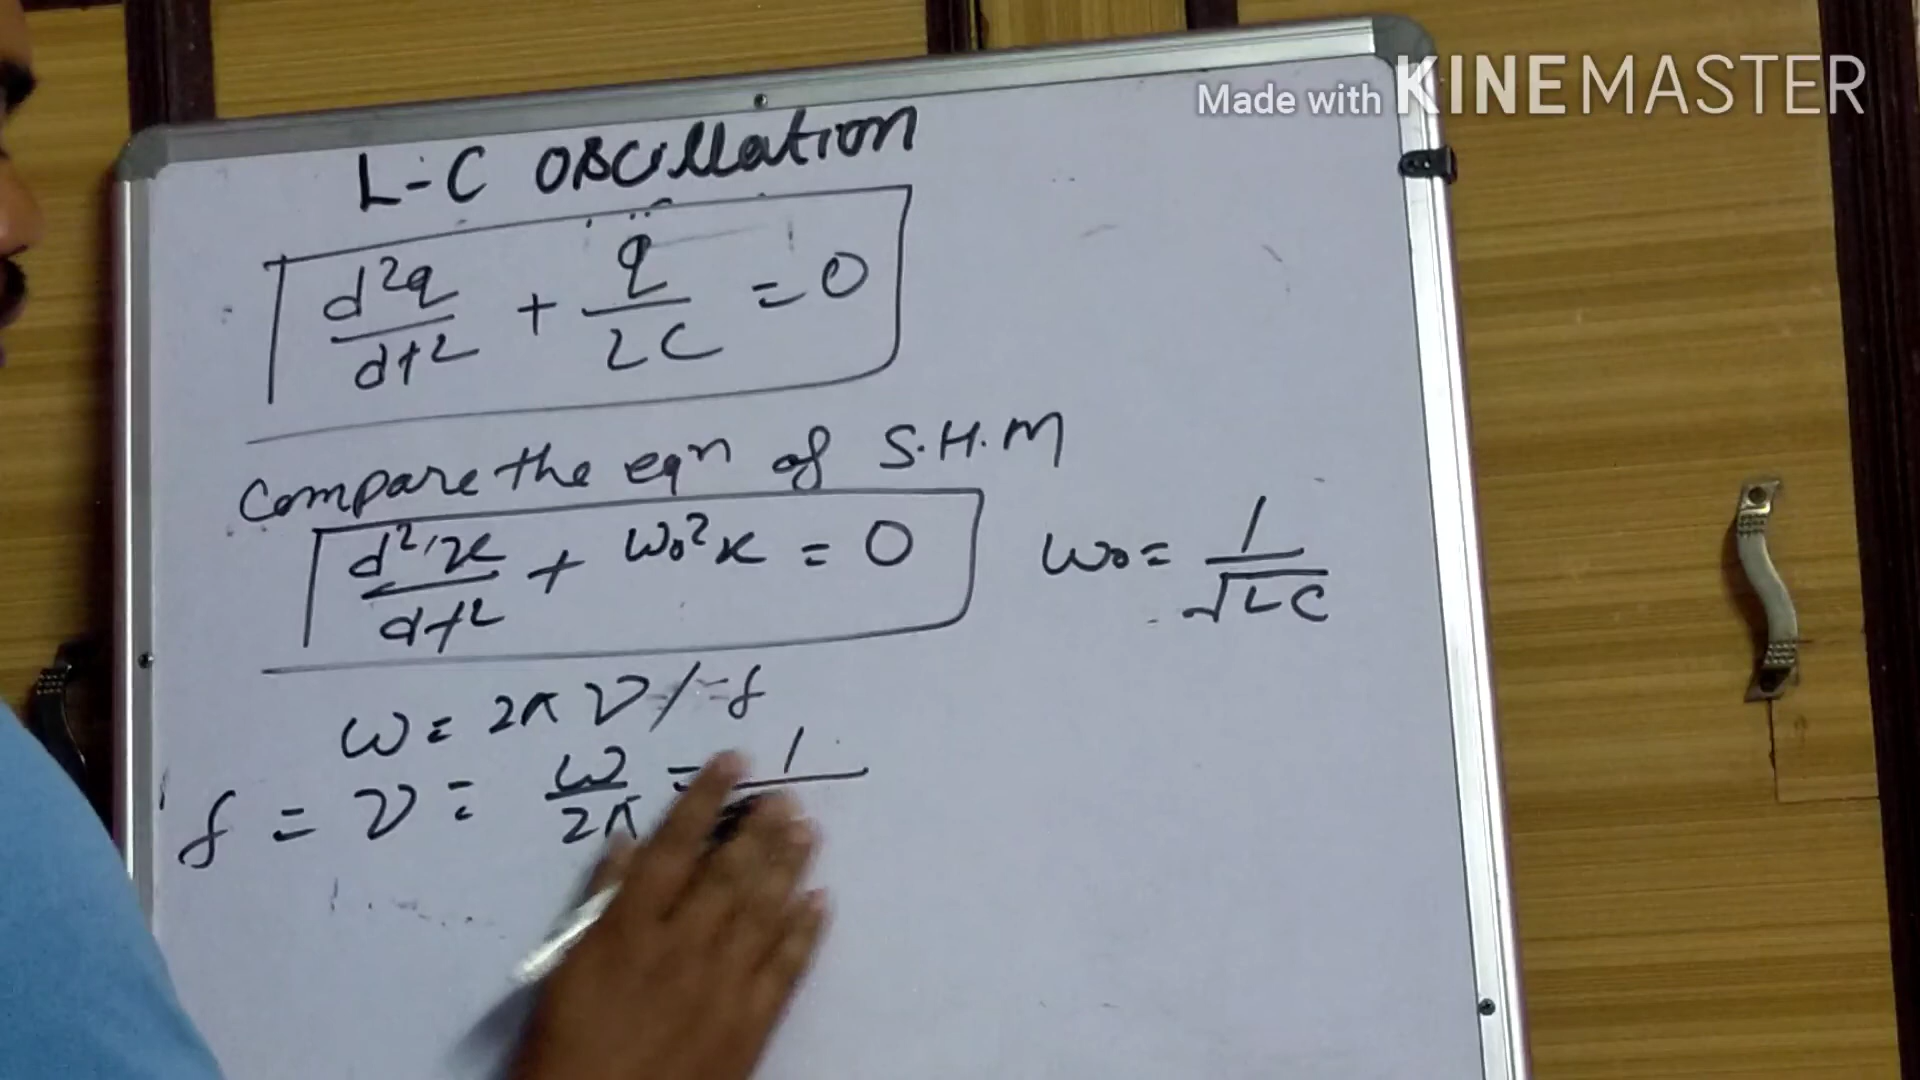 Made with KINEMASTER
L-C Oscillation
d²q/dt² + q/LC = 0
Compare the eqn of S.H.M
d²x/dt² + ω₀²x = 0
ω₀ = 1/√LC
ω = 2π ν / = f
f = ν = ω/2π = 1/